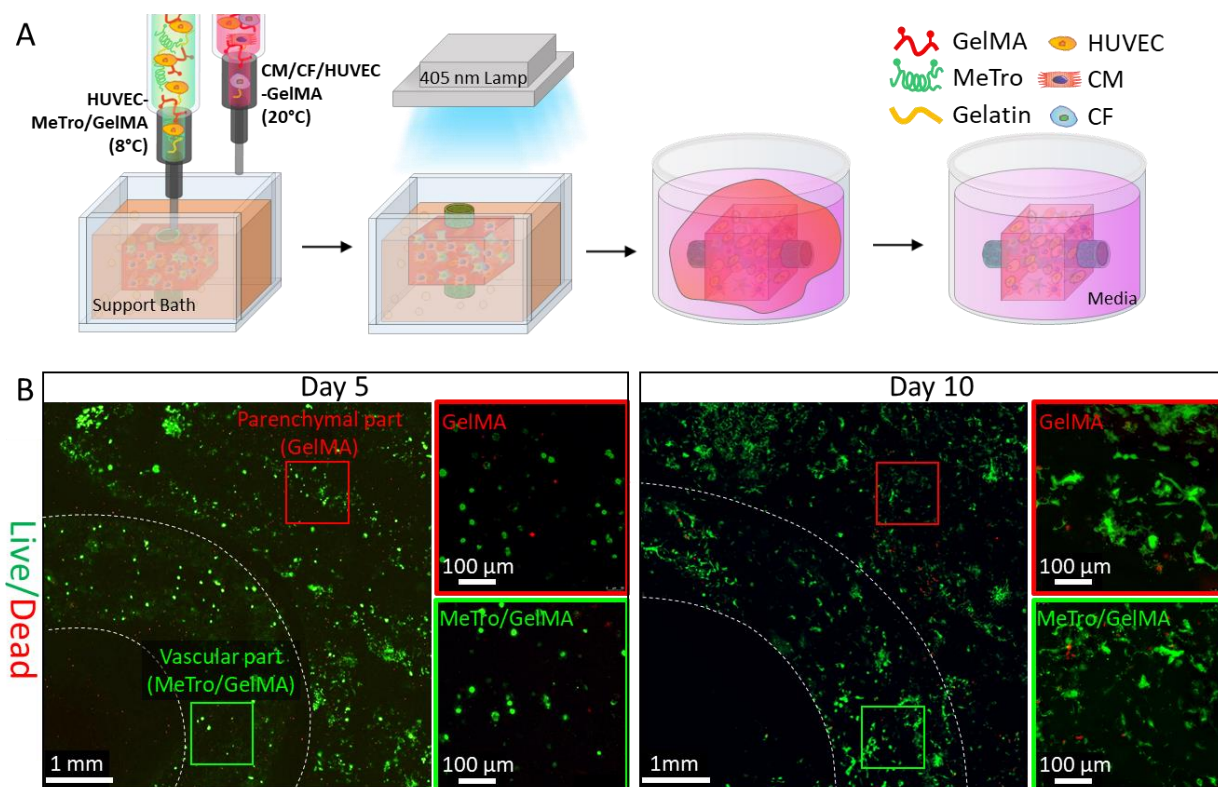 A
HUVEC-
MeTro/GelMA
(8°C)
CM/CF/HUVEC
-GelMA
(20°C)
405 nm Lamp
GelMA
HUVEC
MeTro
CM
Gelatin
CF
Support Bath
Media
B
Day 5
Day 10
Live/Dead
Parenchymal part
(GelMA)
Vascular part
(MeTro/GelMA)
1 mm
GelMA
100 µm
MeTro/GelMA
100 µm
1mm
GelMA
100 µm
MeTro/GelMA
100 µm